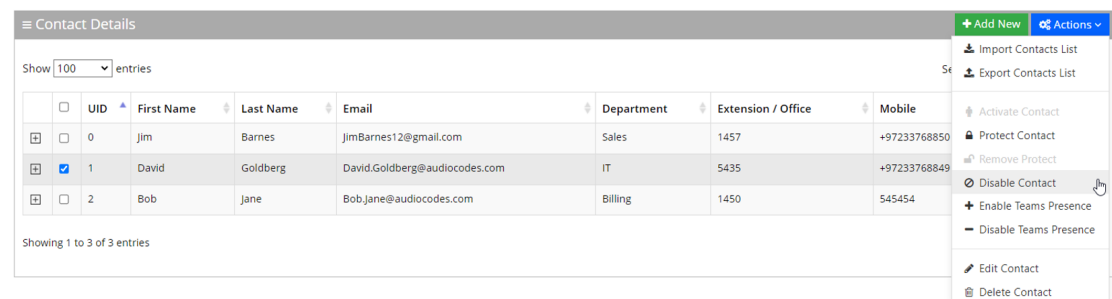 Contact Details
Add New
Actions
Show 100 entries
Import Contacts List
Export Contacts List
UID First Name Last Name Email Department Extension / Office Mobile
0 Jim Barnes JimBarnes12@gmail.com Sales 1457 +97233768850
1 David Goldberg David.Goldberg@audiocodes.com IT 5435 +97233768849
2 Bob Jane Bob.Jane@audiocodes.com Billing 1450 545454
Activate Contact
Protect Contact
Remove Protect
Disable Contact
Enable Teams Presence
Disable Teams Presence
Edit Contact
Delete Contact
Showing 1 to 3 of 3 entries